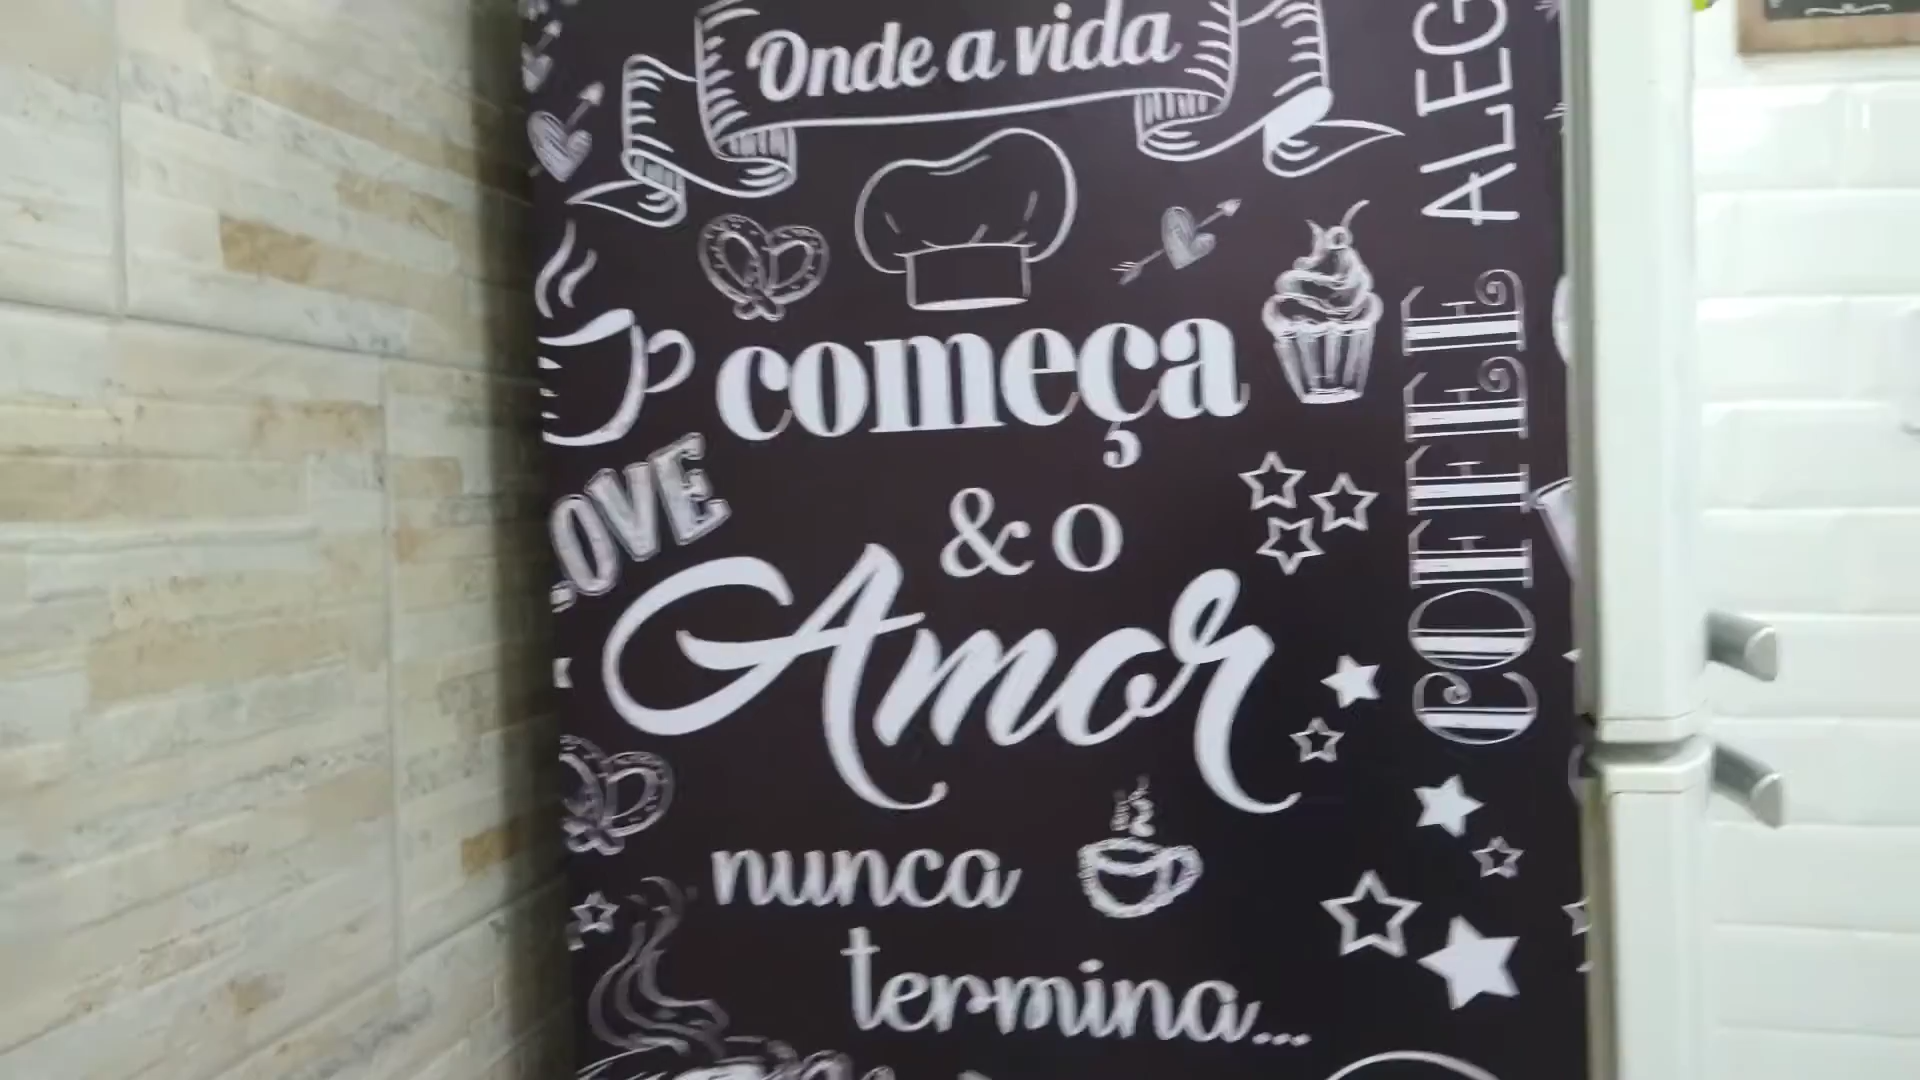 Onde a vida
começa
& o
Amor
nunca
termina...
LOVE
COFFEE
ALEG